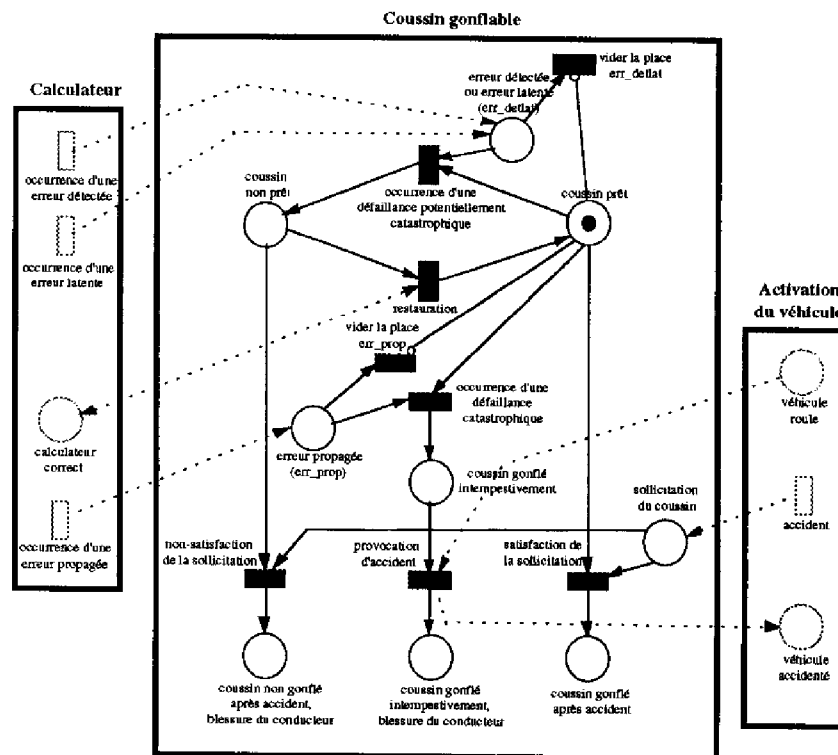 Coussin gonflable
Calculateur
occurrence d'une
erreur détectée
occurrence d'une
erreur latente
calculateur
correct
occurrence d'une
erreur propagée
erreur détectée
ou erreur latente
(err_detlat)
vider la place
err_detlat
coussin
non prêt
occurrence d'une
défaillance potentiellement
catastrophique
coussin prêt
restauration
vider la place
err_prop
occurrence d'une
défaillance
catastrophique
erreur propagée
(err_prop)
coussin gonflé
intempestivement
sollicitation
du coussin
non-satisfaction
de la sollicitation
provocation
d'accident
satisfaction de
la sollicitation
coussin non gonflé
après accident,
blessure du conducteur
coussin gonflé
intempestivement,
blessure du conducteur
coussin gonflé
après accident
Activation
du véhicule
véhicule
roule
accident
véhicule
accidenté